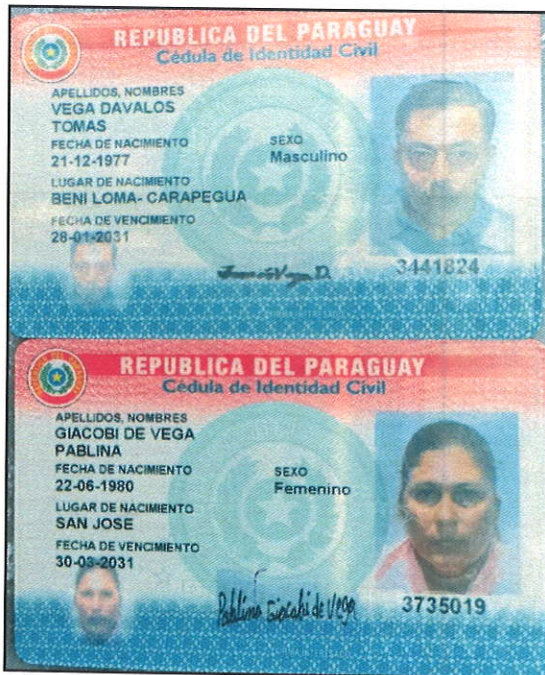 REPUBLICA DEL PARAGUAY
Cédula de Identidad Civil
APELLIDOS, NOMBRES
VEGA DAVALOS
TOMAS
FECHA DE NACIMIENTO
21-12-1977
SEXO
Masculino
LUGAR DE NACIMIENTO
BENI LOMA- CARAPEGUA
FECHA DE VENCIMIENTO
28-01-2031
3441824
REPUBLICA DEL PARAGUAY
Cédula de Identidad Civil
APELLIDOS, NOMBRES
GIACOBI DE VEGA
PABLINA
FECHA DE NACIMIENTO
22-06-1980
SEXO
Femenino
LUGAR DE NACIMIENTO
SAN JOSE
FECHA DE VENCIMIENTO
30-03-2031
Pablina Giacobi de Vega
3735019